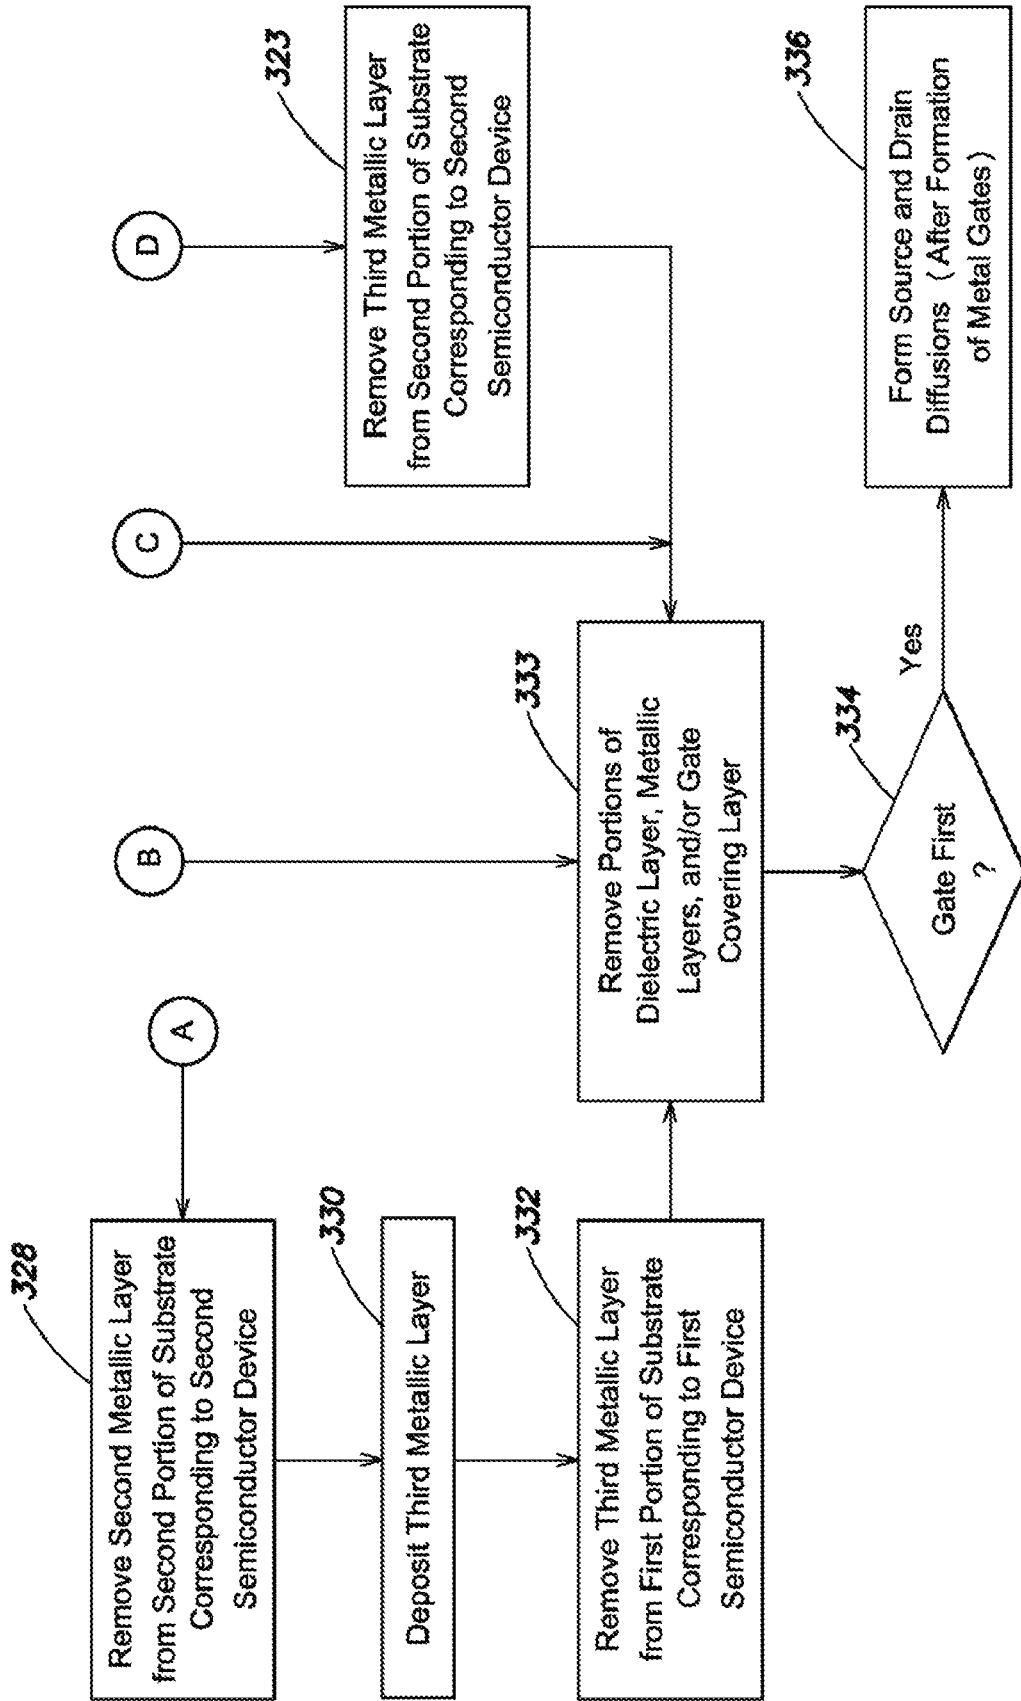 A
328
Remove Second Metallic Layer
from Second Portion of Substrate
Corresponding to Second
Semiconductor Device
330
Deposit Third Metallic Layer
332
Remove Third Metallic Layer
from First Portion of Substrate
Corresponding to First
Semiconductor Device
B
C
D
323
Remove Third Metallic Layer
from Second Portion of Substrate
Corresponding to Second
Semiconductor Device
333
Remove Portions of
Dielectric Layer, Metallic
Layers, and/or Gate
Covering Layer
334
Gate First
?
Yes
336
Form Source and Drain
Diffusions (After Formation
of Metal Gates)